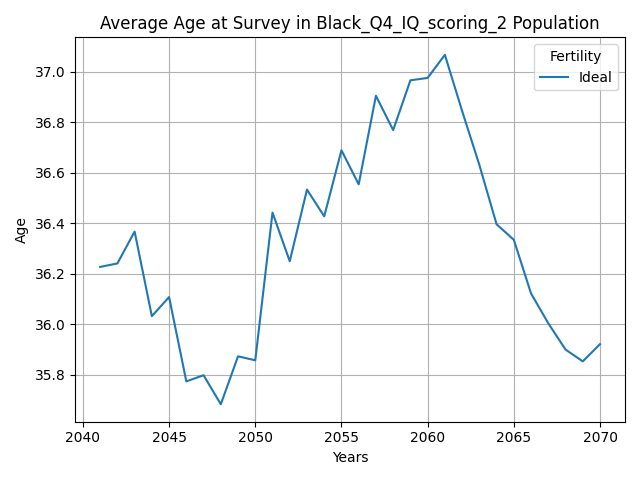 Average Age at Survey in Black_Q4_IQ_scoring_2 Population
Fertility
Ideal
37.0
36.8
36.6
36.4
36.2
36.0
35.8
Age
2040 2045 2050 2055 2060 2065 2070
Years